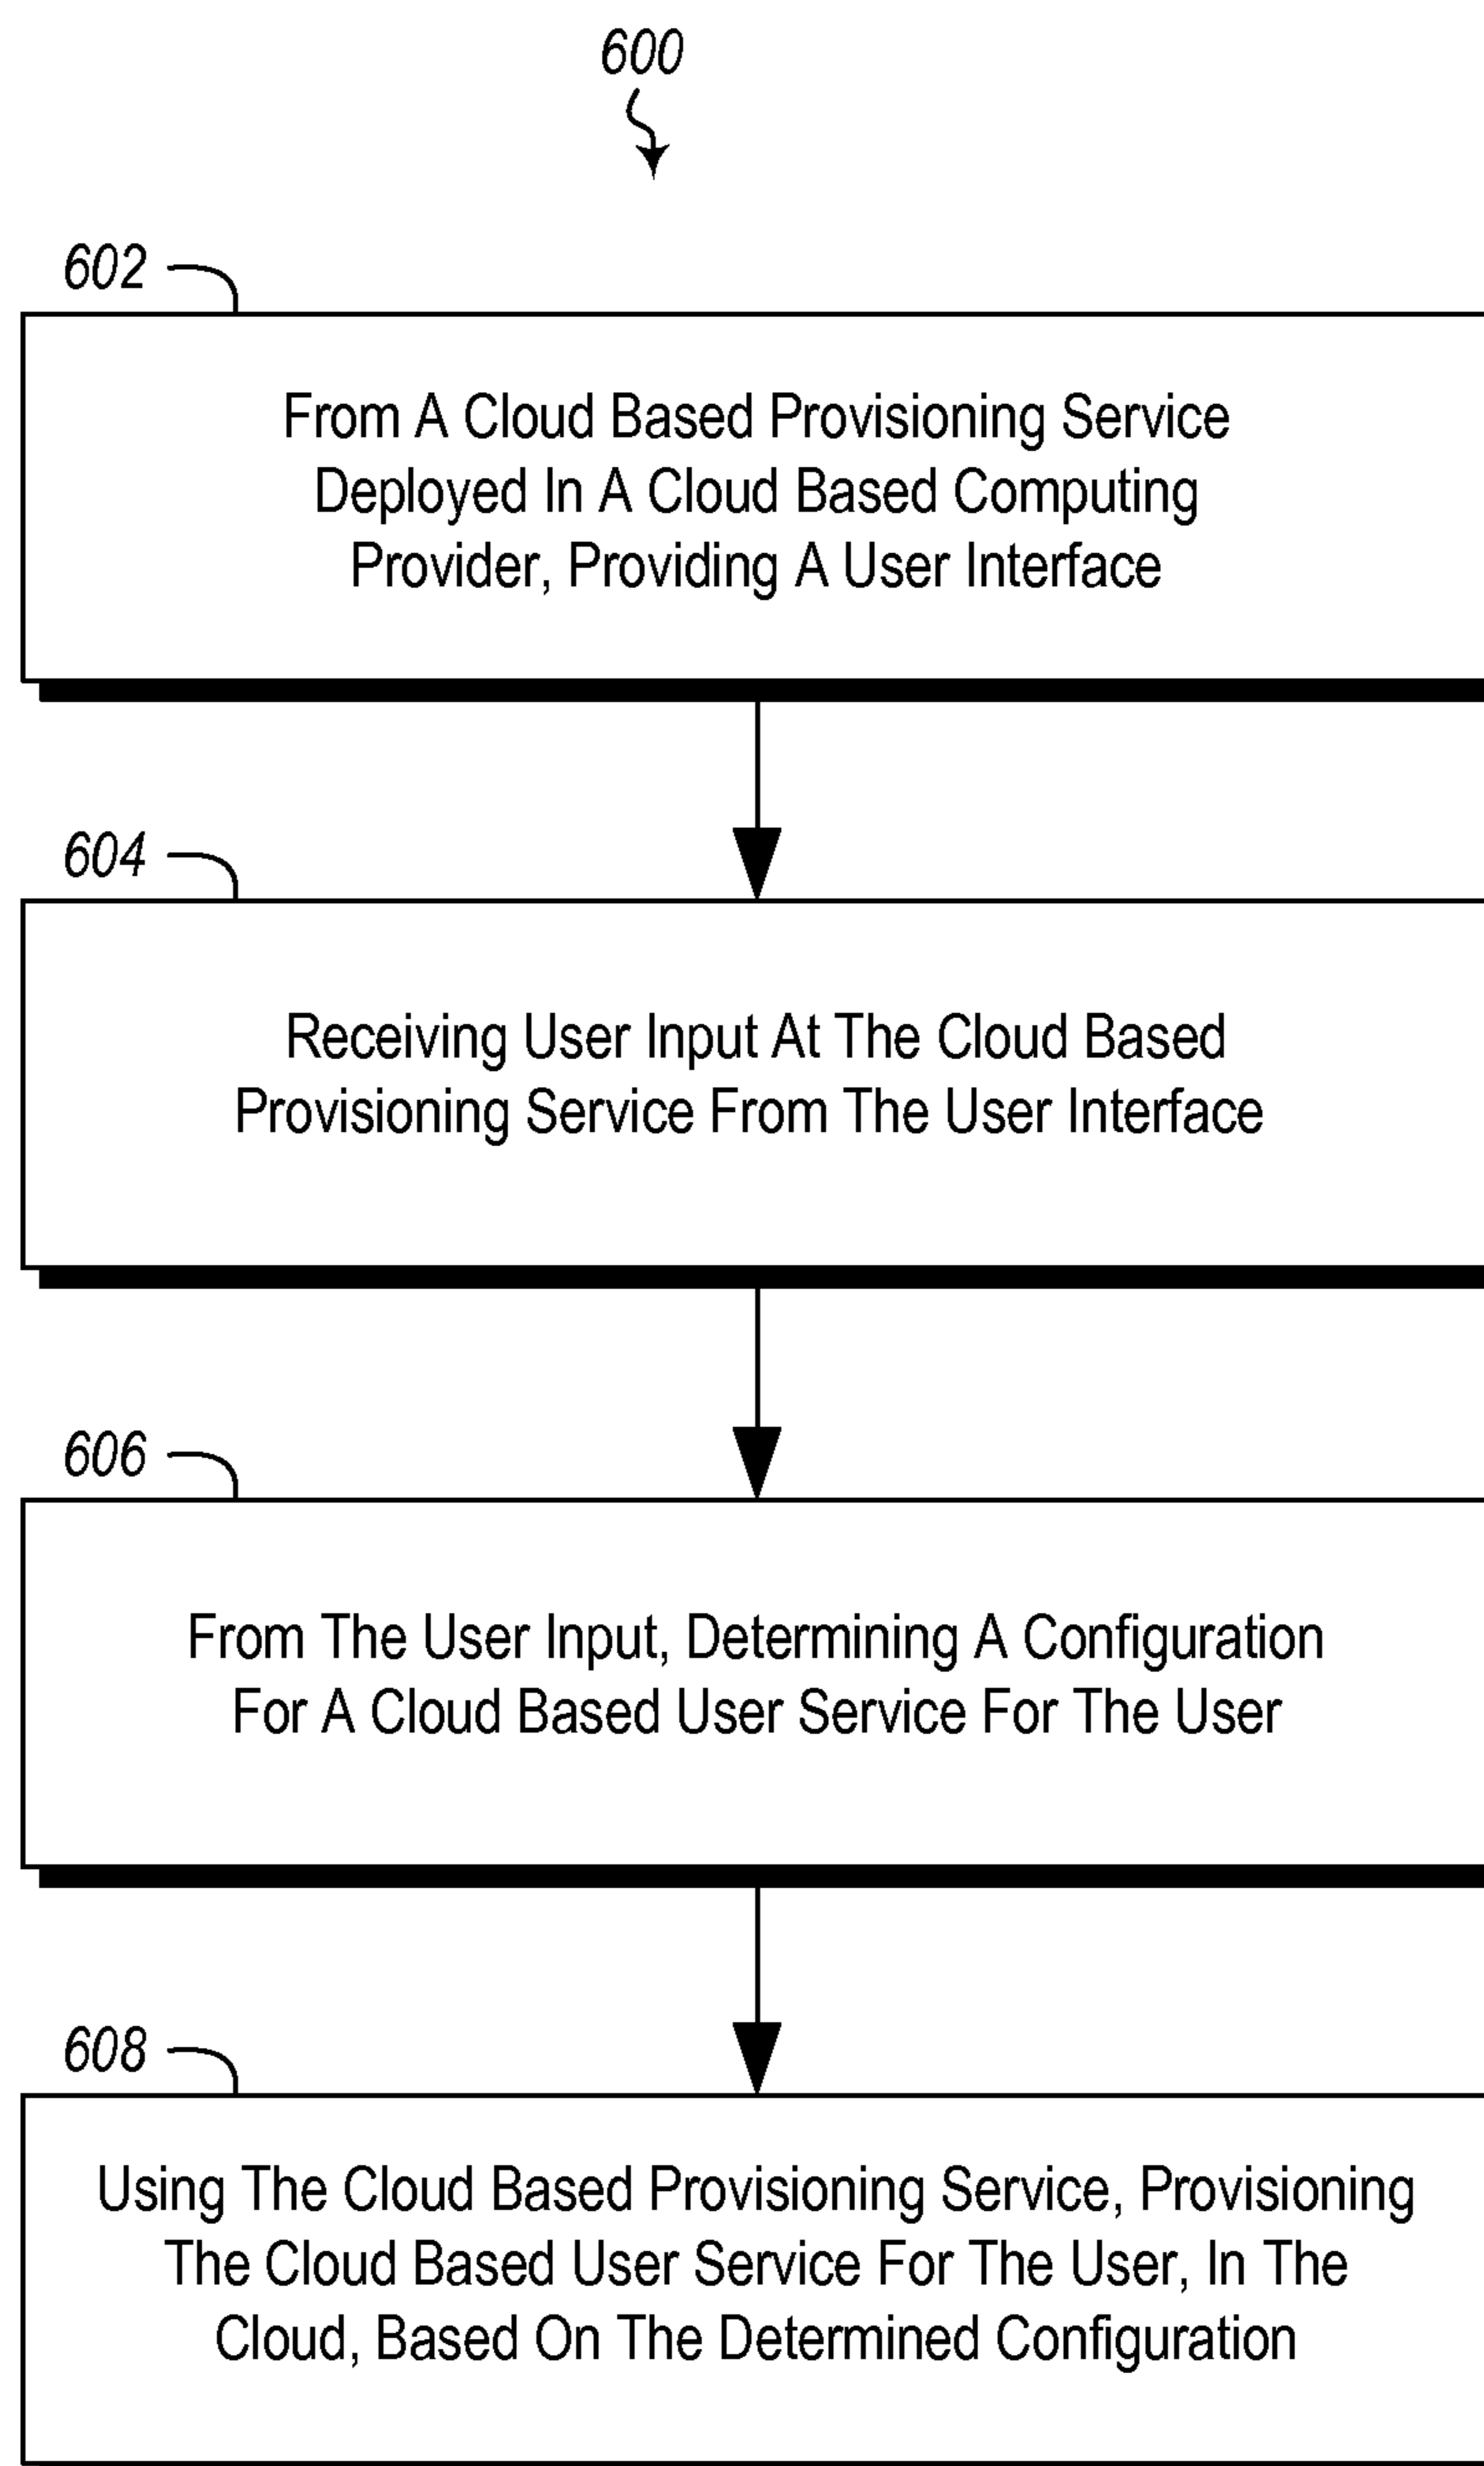 600
602
From A Cloud Based Provisioning Service
Deployed In A Cloud Based Computing
Provider, Providing A User Interface
604
Receiving User Input At The Cloud Based
Provisioning Service From The User Interface
606
From The User Input, Determining A Configuration
For A Cloud Based User Service For The User
608
Using The Cloud Based Provisioning Service, Provisioning
The Cloud Based User Service For The User, In The
Cloud, Based On The Determined Configuration